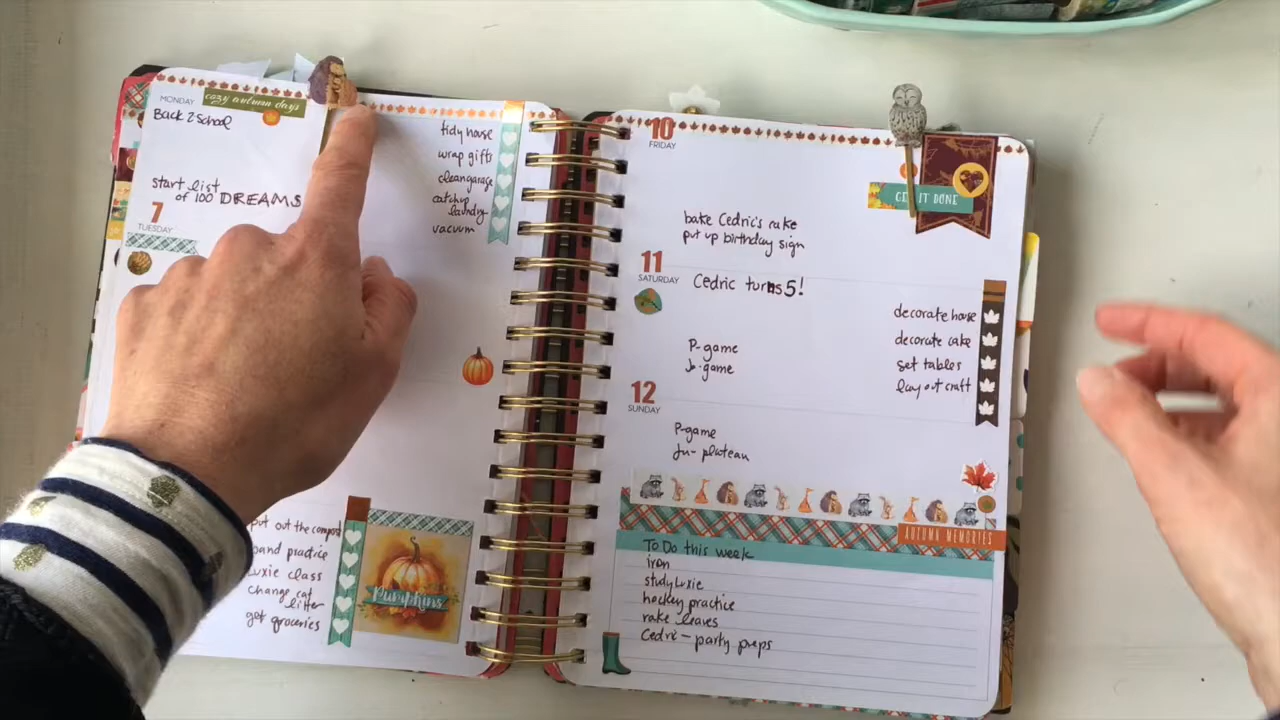 MONDAY
cozy autumn days
Back 2 School
start list
of 100 DREAMS
7
TUESDAY
tidy house
wrap gifts
clean garage
catch up
laundry
vacuum
put out the compost
band practice
Luxie class
change cat
litter
get groceries
Pumpkins
10
FRIDAY
GET IT DONE
bake Cedric's cake
put up birthday sign
11
SATURDAY
Cedric turns 5!
P-game
J-game
decorate house
decorate cake
set tables
lay out craft
12
SUNDAY
P-game
Ju-plateau
AUTUMN MEMORIES
To Do this week
iron
study Luxie
hockey practice
rake leaves
Cedric - party preps